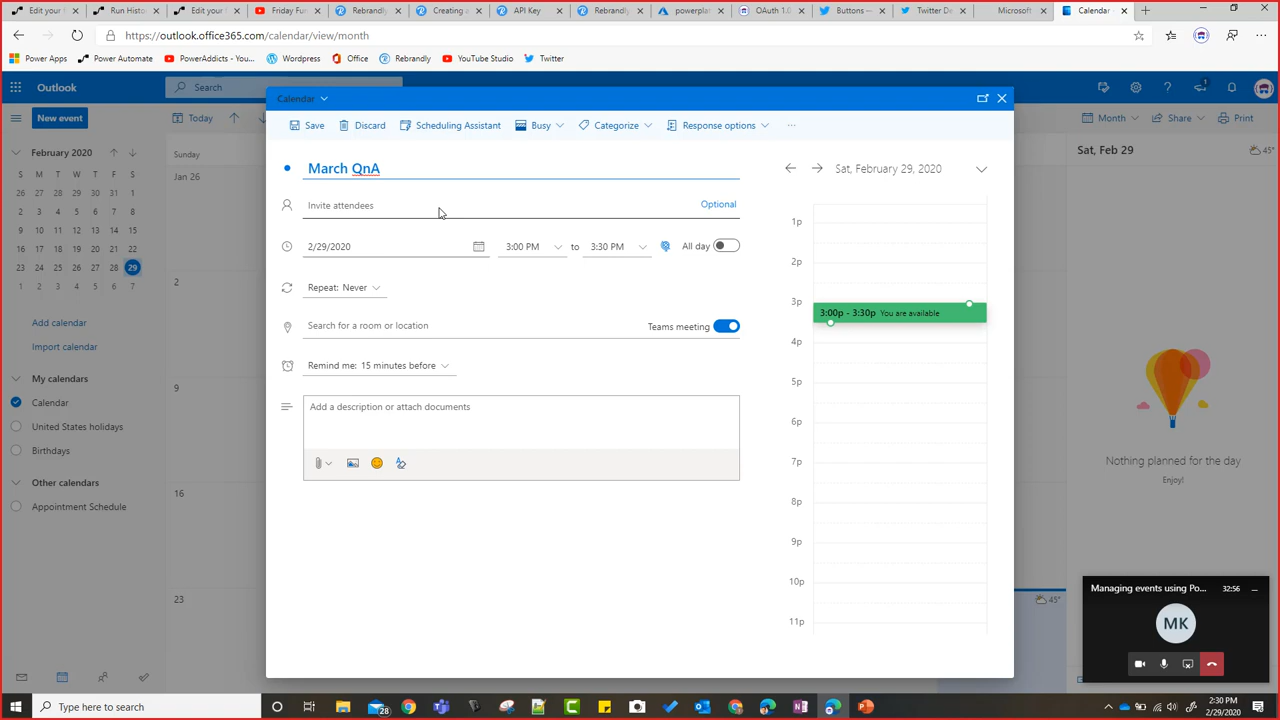 Edit your f
Run Histo
Edit your f
Friday Fun
Rebrandly
Creating a
API Key
Rebrandly
powerplat
OAuth 1.0
Buttons —
Twitter De
Microsoft
Calendar
https://outlook.office365.com/calendar/view/month
Power Apps
Power Automate
PowerAddicts - You...
Wordpress
Office
Rebrandly
YouTube Studio
Twitter
Outlook
Search
1
New event
Today
Month
Share
Print
Calendar
Save
Discard
Scheduling Assistant
Busy
Categorize
Response options
...
February 2020
S M T W T F S
26 27 28 29 30 31 1
2 3 4 5 6 7 8
9 10 11 12 13 14 15
16 17 18 19 20 21 22
23 24 25 26 27 28 29
1 2 3 4 5 6 7
Add calendar
Import calendar
My calendars
Calendar
United States holidays
Birthdays
Other calendars
Appointment Schedule
Sunday
Jan 26
2
9
16
23
March QnA
Invite attendees
Optional
2/29/2020
3:00 PM
to
3:30 PM
All day
Repeat: Never
Search for a room or location
Teams meeting
Remind me: 15 minutes before
Add a description or attach documents
Sat, February 29, 2020
1p
2p
3p
3:00p - 3:30p You are available
4p
5p
6p
7p
8p
9p
10p
11p
45°
Sat, Feb 29
45°
Nothing planned for the day
Enjoy!
Managing events using Po...
32:56
MK
Type here to search
28
2:30 PM
2/29/2020